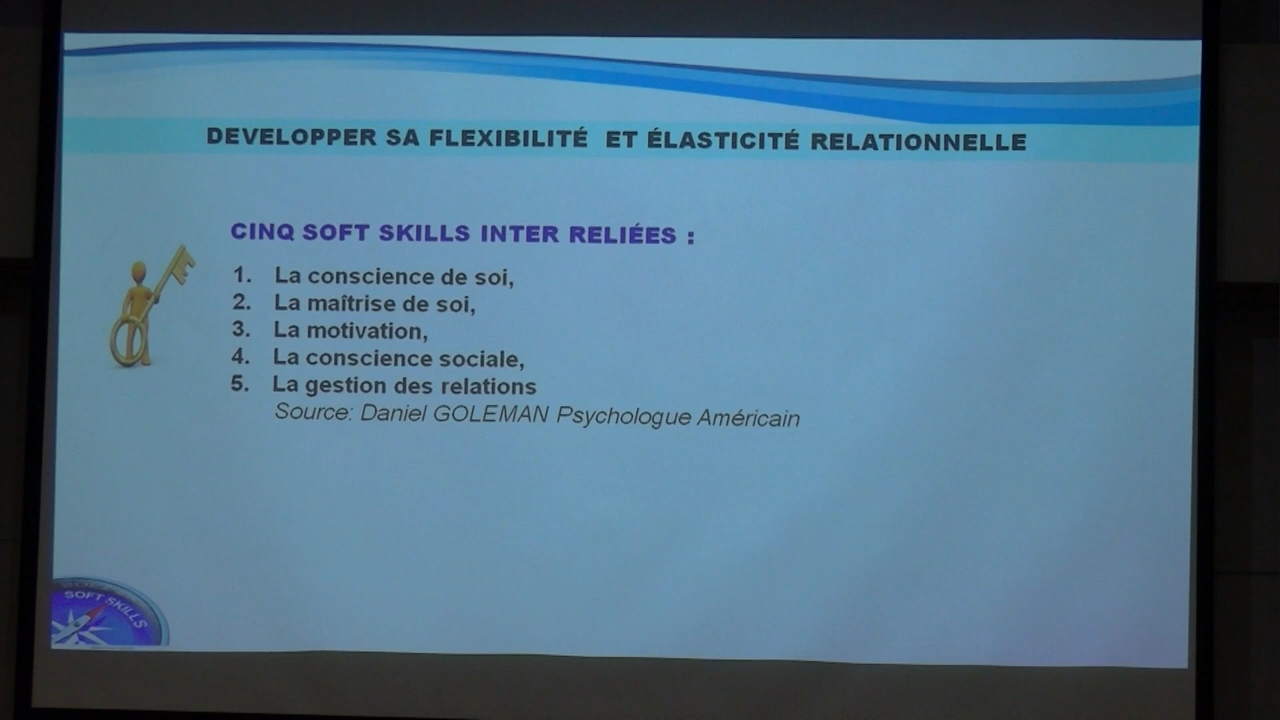 DEVELOPPER SA FLEXIBILITÉ ET ÉLASTICITÉ RELATIONNELLE
CINQ SOFT SKILLS INTER RELIÉES :
1. La conscience de soi,
2. La maîtrise de soi,
3. La motivation,
4. La conscience sociale,
5. La gestion des relations
Source: Daniel GOLEMAN Psychologue Américain
SOFT SKILLS